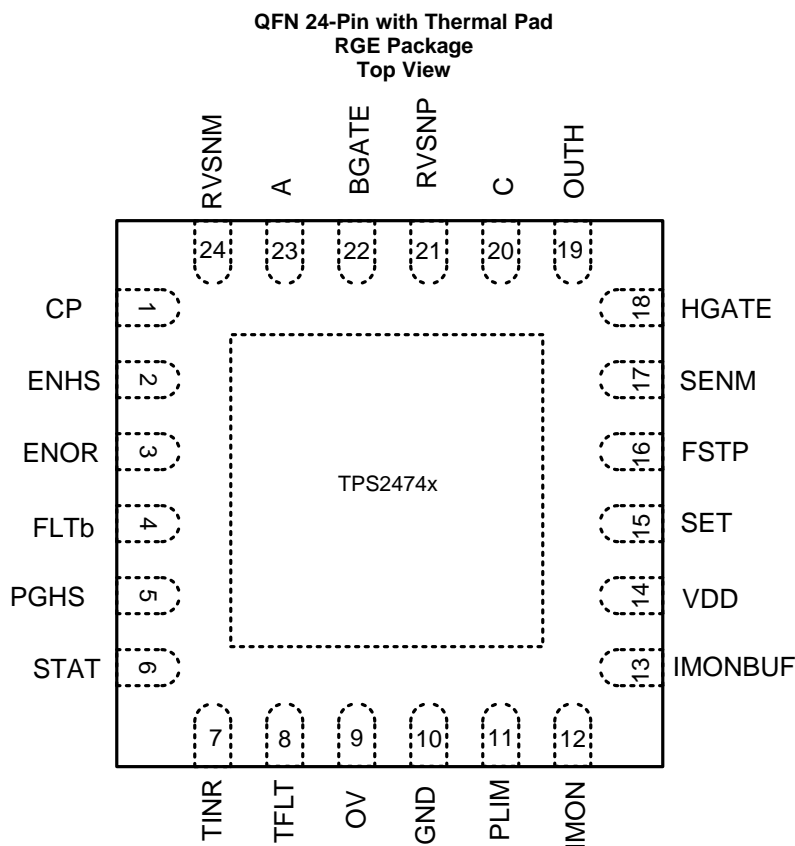 QFN 24-Pin with Thermal Pad
RGE Package
Top View
RVSNM
A
BGATE
RVSNP
C
OUTH
24
23
22
21
20
19
CP
1
18
HGATE
ENHS
2
17
SENM
ENOR
3
16
FSTP
TPS2474x
FLTb
4
15
SET
PGHS
5
14
VDD
STAT
6
13
IMONBUF
7
8
9
10
11
12
TINR
TFLT
OV
GND
PLIM
IMON